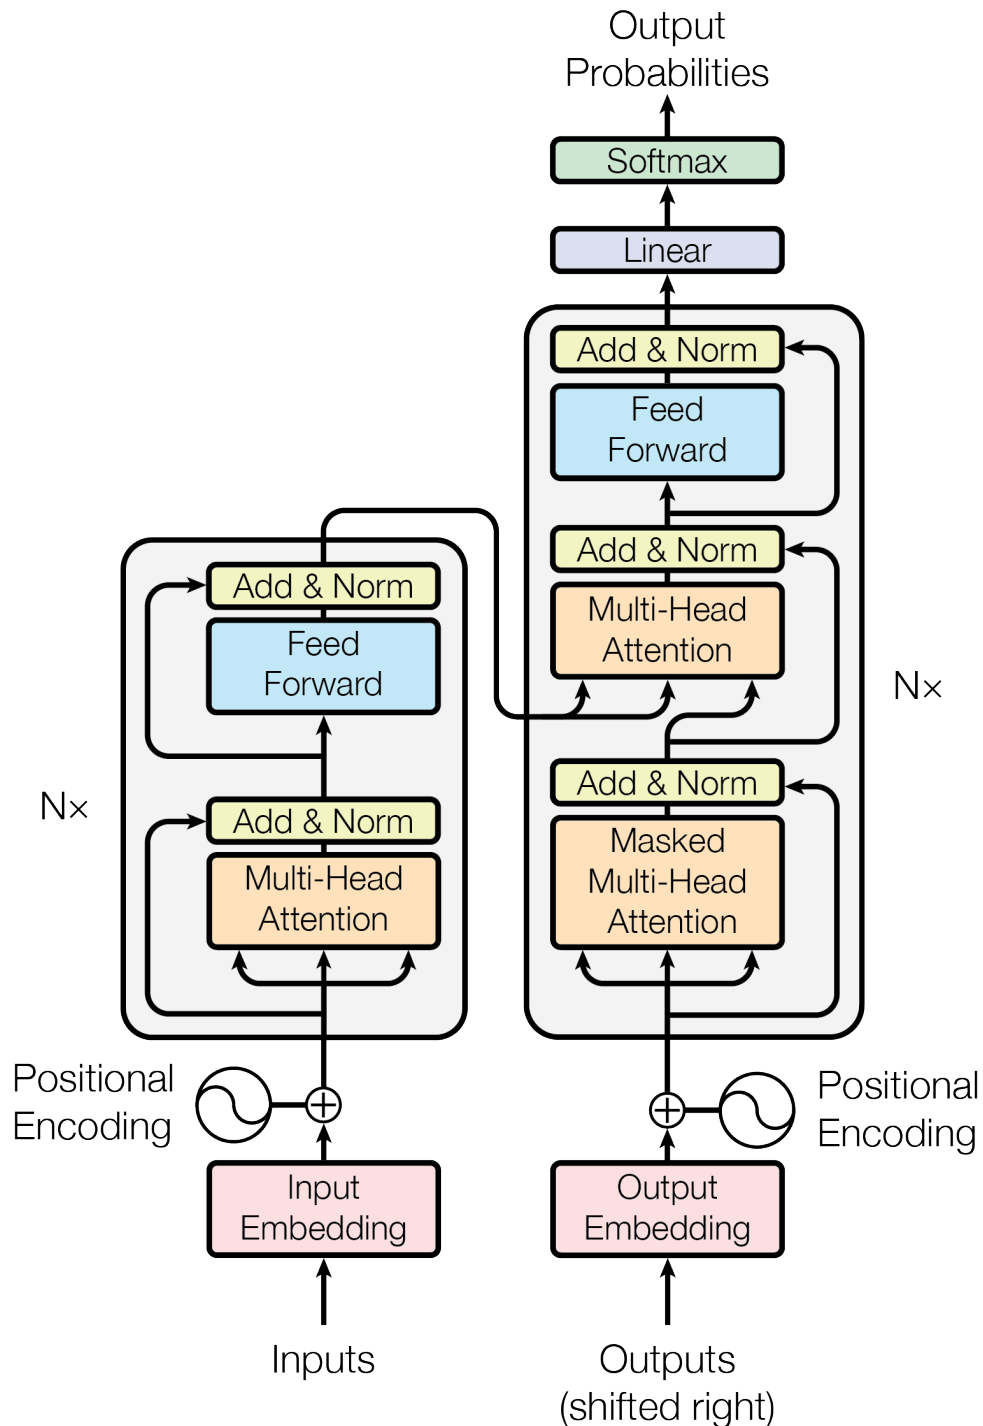 Output
Probabilities
Softmax
Linear
Add & Norm
Feed
Forward
Add & Norm
Multi-Head
Attention
N×
Add & Norm
Masked
Multi-Head
Attention
Add & Norm
Feed
Forward
N×
Add & Norm
Multi-Head
Attention
Positional
Encoding
Positional
Encoding
Input
Embedding
Output
Embedding
Inputs
Outputs
(shifted right)